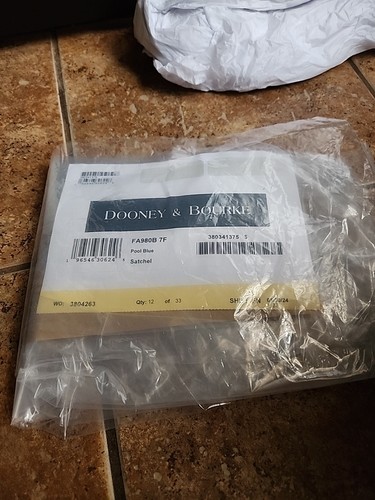 DOONEY & BOURKE
FA980B 7F
380341375 5
Pool Blue
Satchel
WO: 3804263 Qty: 12 of 33